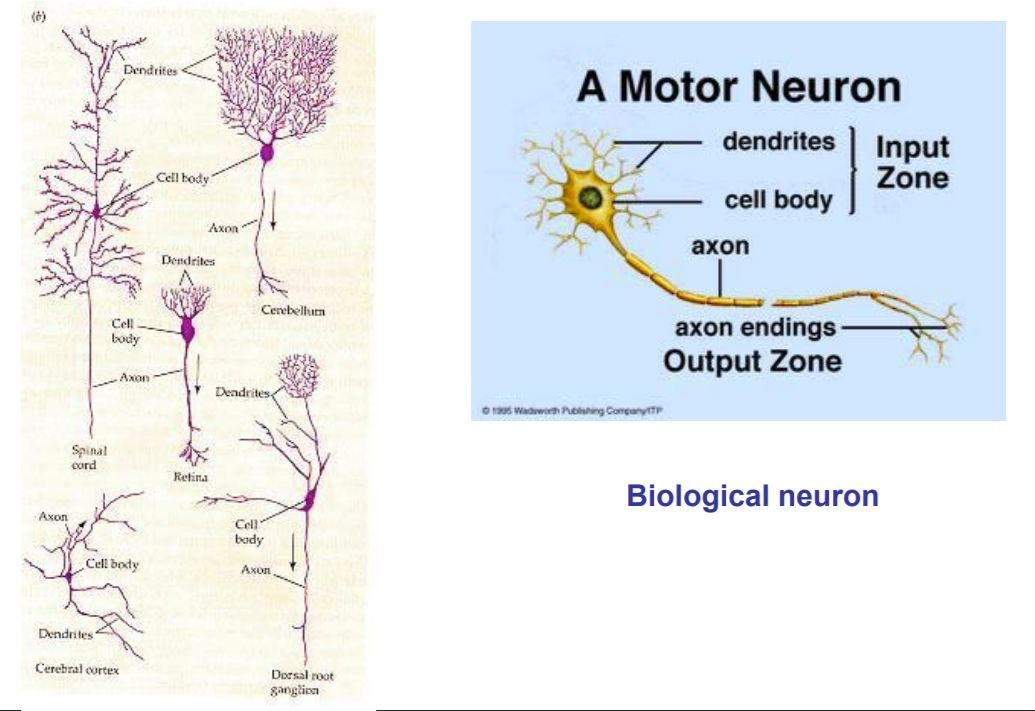 (b)
Dendrites
Cell body
Axon
Dendrites
Cerebellum
Cell
body
Axon
Dendrites
Spinal
cord
Retina
Axon
Cell
body
Cell body
Axon
Dendrites
Cerebral cortex
Dorsal root
ganglion
A Motor Neuron
dendrites
Input
Zone
cell body
axon
axon endings
Output Zone
© 1995 Wadsworth Publishing Company/ITP
Biological neuron